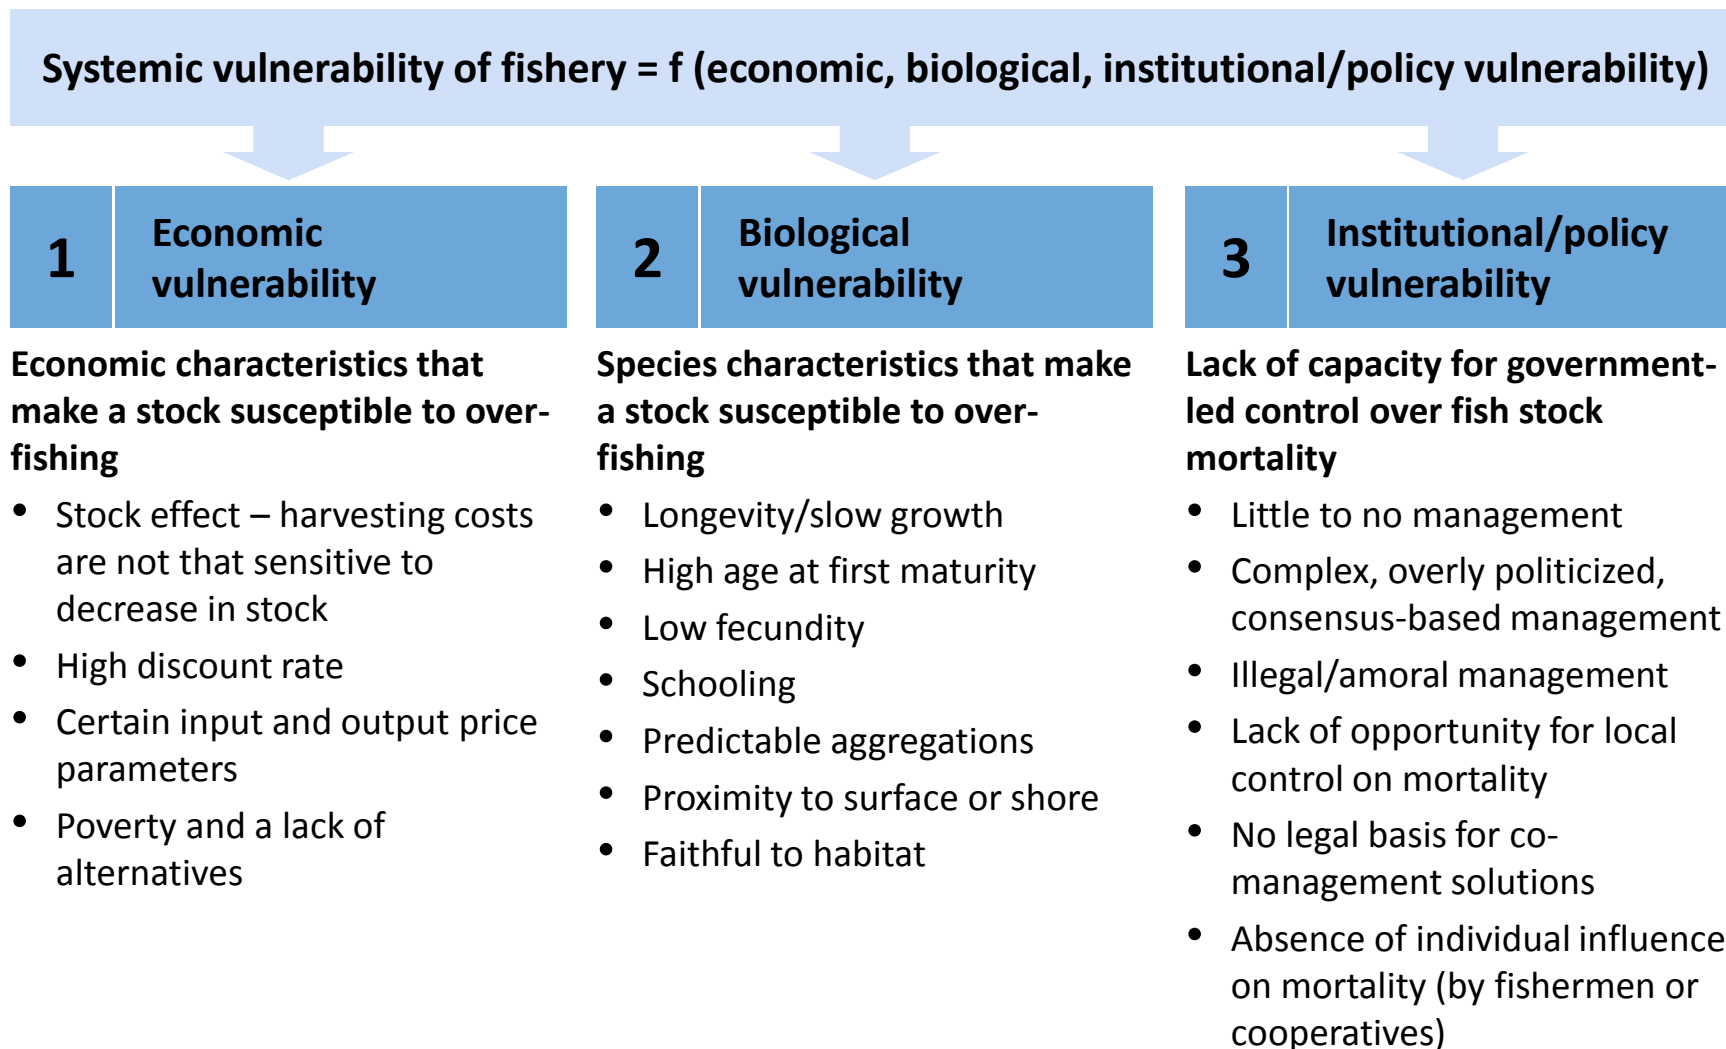 Systemic vulnerability of fishery = f (economic, biological, institutional/policy vulnerability)
1
Economic
vulnerability
Economic characteristics that
make a stock susceptible to over-
fishing
• Stock effect – harvesting costs
are not that sensitive to
decrease in stock
• High discount rate
• Certain input and output price
parameters
• Poverty and a lack of
alternatives
2
Biological
vulnerability
Species characteristics that make
a stock susceptible to over-
fishing
• Longevity/slow growth
• High age at first maturity
• Low fecundity
• Schooling
• Predictable aggregations
• Proximity to surface or shore
• Faithful to habitat
3
Institutional/policy
vulnerability
Lack of capacity for government-
led control over fish stock
mortality
• Little to no management
• Complex, overly politicized,
consensus-based management
• Illegal/amoral management
• Lack of opportunity for local
control on mortality
• No legal basis for co-
management solutions
• Absence of individual influence
on mortality (by fishermen or
cooperatives)